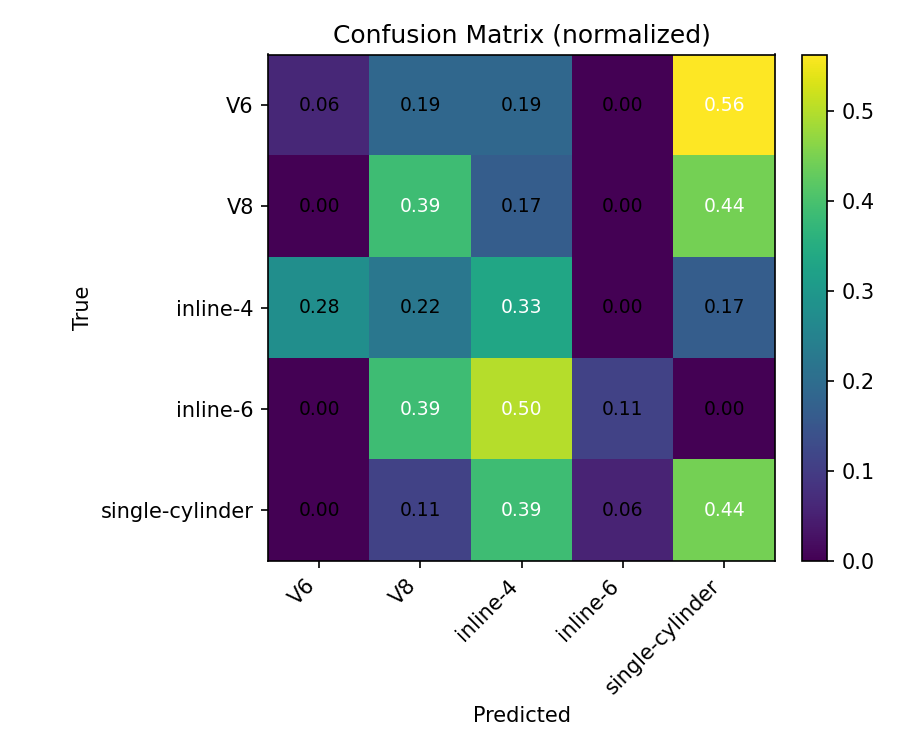 Confusion Matrix (normalized)
True
V6 0.06 0.19 0.19 0.00 0.56
V8 0.00 0.39 0.17 0.00 0.44
inline-4 0.28 0.22 0.33 0.00 0.17
inline-6 0.00 0.39 0.50 0.11 0.00
single-cylinder 0.00 0.11 0.39 0.06 0.44
V6 V8 inline-4 inline-6 single-cylinder
Predicted
0.5
0.4
0.3
0.2
0.1
0.0